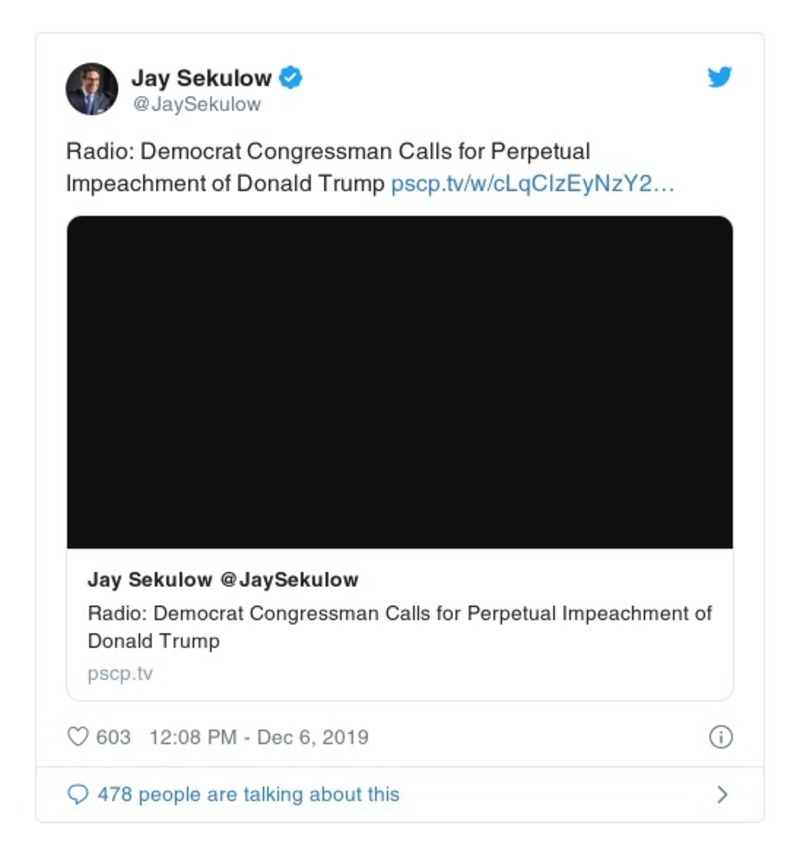 Jay Sekulow
@JaySekulow
Radio: Democrat Congressman Calls for Perpetual
Impeachment of Donald Trump pscp.tv/w/cLqClzEyNzY2…
Jay Sekulow @JaySekulow
Radio: Democrat Congressman Calls for Perpetual Impeachment of
Donald Trump
pscp.tv
603 12:08 PM - Dec 6, 2019
478 people are talking about this